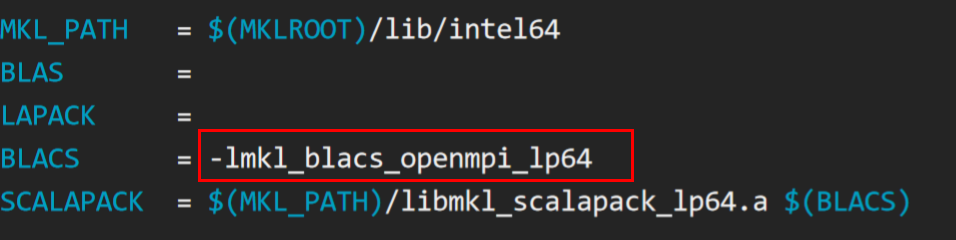 MKL_PATH   = $(MKLROOT)/lib/intel64
BLAS       =
LAPACK     =
BLACS      = -lmkl_blacs_openmpi_lp64
SCALAPACK  = $(MKL_PATH)/libmkl_scalapack_lp64.a $(BLACS)